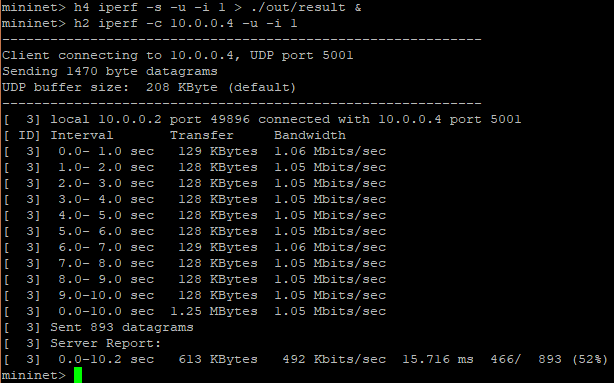 mininet> h4 iperf -s -u -i 1 > ./out/result &
mininet> h2 iperf -c 10.0.0.4 -u -i 1
------------------------------------------------------------
Client connecting to 10.0.0.4, UDP port 5001
Sending 1470 byte datagrams
UDP buffer size:  208 KByte (default)
------------------------------------------------------------
[  3] local 10.0.0.2 port 49896 connected with 10.0.0.4 port 5001
[ ID] Interval       Transfer     Bandwidth
[  3]  0.0- 1.0 sec   129 KBytes  1.06 Mbits/sec
[  3]  1.0- 2.0 sec   128 KBytes  1.05 Mbits/sec
[  3]  2.0- 3.0 sec   128 KBytes  1.05 Mbits/sec
[  3]  3.0- 4.0 sec   128 KBytes  1.05 Mbits/sec
[  3]  4.0- 5.0 sec   128 KBytes  1.05 Mbits/sec
[  3]  5.0- 6.0 sec   128 KBytes  1.05 Mbits/sec
[  3]  6.0- 7.0 sec   129 KBytes  1.06 Mbits/sec
[  3]  7.0- 8.0 sec   128 KBytes  1.05 Mbits/sec
[  3]  8.0- 9.0 sec   128 KBytes  1.05 Mbits/sec
[  3]  9.0-10.0 sec   128 KBytes  1.05 Mbits/sec
[  3]  0.0-10.0 sec  1.25 MBytes  1.05 Mbits/sec
[  3] Sent 893 datagrams
[  3] Server Report:
[  3]  0.0-10.2 sec   613 KBytes   492 Kbits/sec  15.716 ms  466/  893 (52%)
mininet>